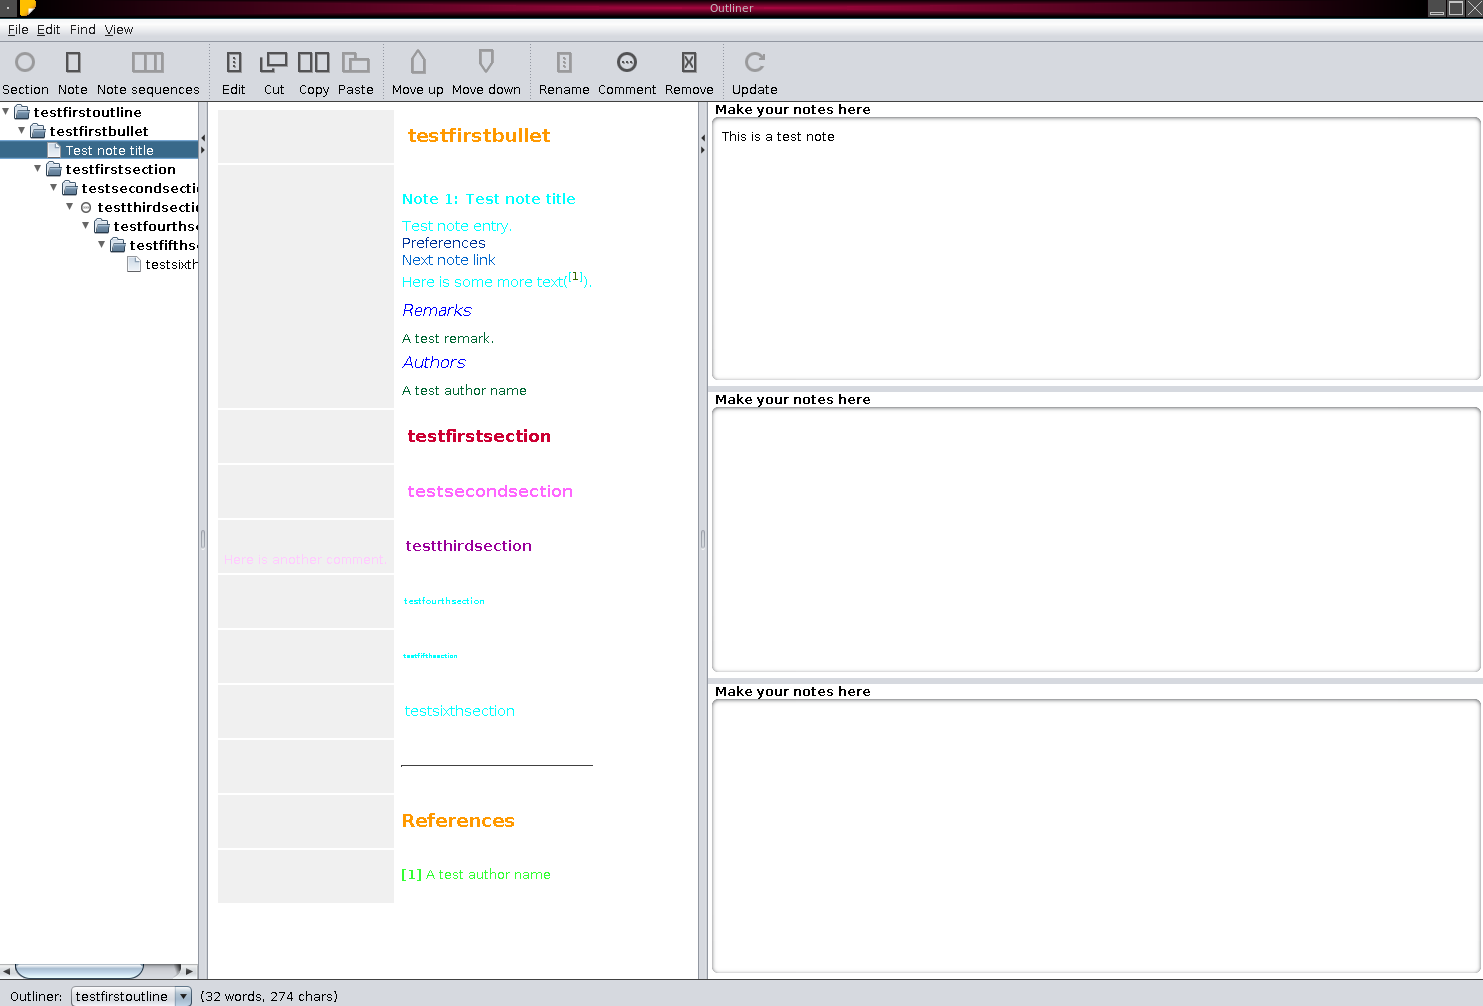 Outliner
File Edit Find View
Section Note Note sequences Edit Cut Copy Paste Move up Move down Rename Comment Remove Update
testfirstoutline
testfirstbullet
Test note title
testfirstsection
testsecondsecti
testthirdsecti
testfourths
testfifths
testsixth
testfirstbullet
Note 1: Test note title
Test note entry.
Preferences
Next note link
Here is some more text([1]).
Remarks
A test remark.
Authors
A test author name
testfirstsection
testsecondsection
Here is another comment.
testthirdsection
testfourthsection
testfifthsection
testsixthsection
References
[1] A test author name
Make your notes here
This is a test note
Make your notes here
Make your notes here
Outliner: testfirstoutline (32 words, 274 chars)